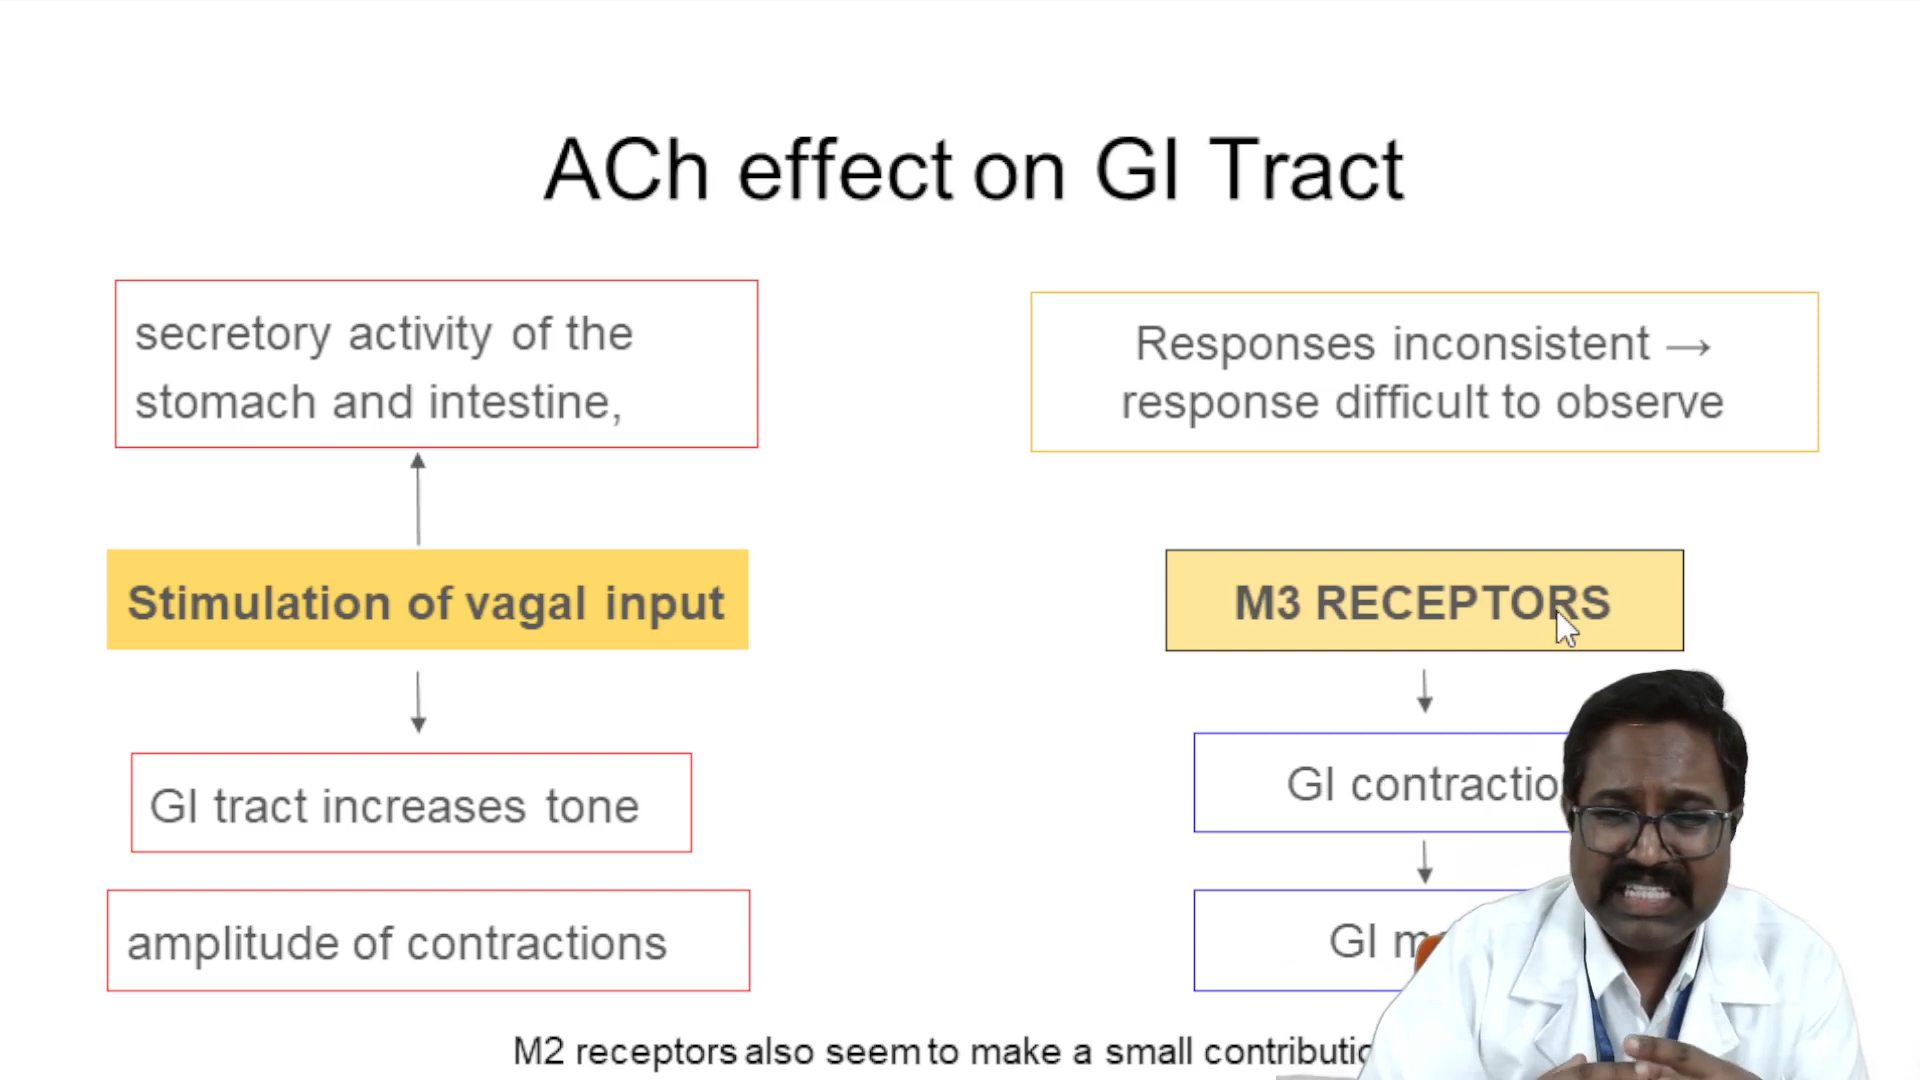 ACh effect on GI Tract
secretory activity of the
stomach and intestine,
Stimulation of vagal input
GI tract increases tone
amplitude of contractions
Responses inconsistent →
response difficult to observe
M3 RECEPTORS
GI
GI
M2 receptors also seem to make a small